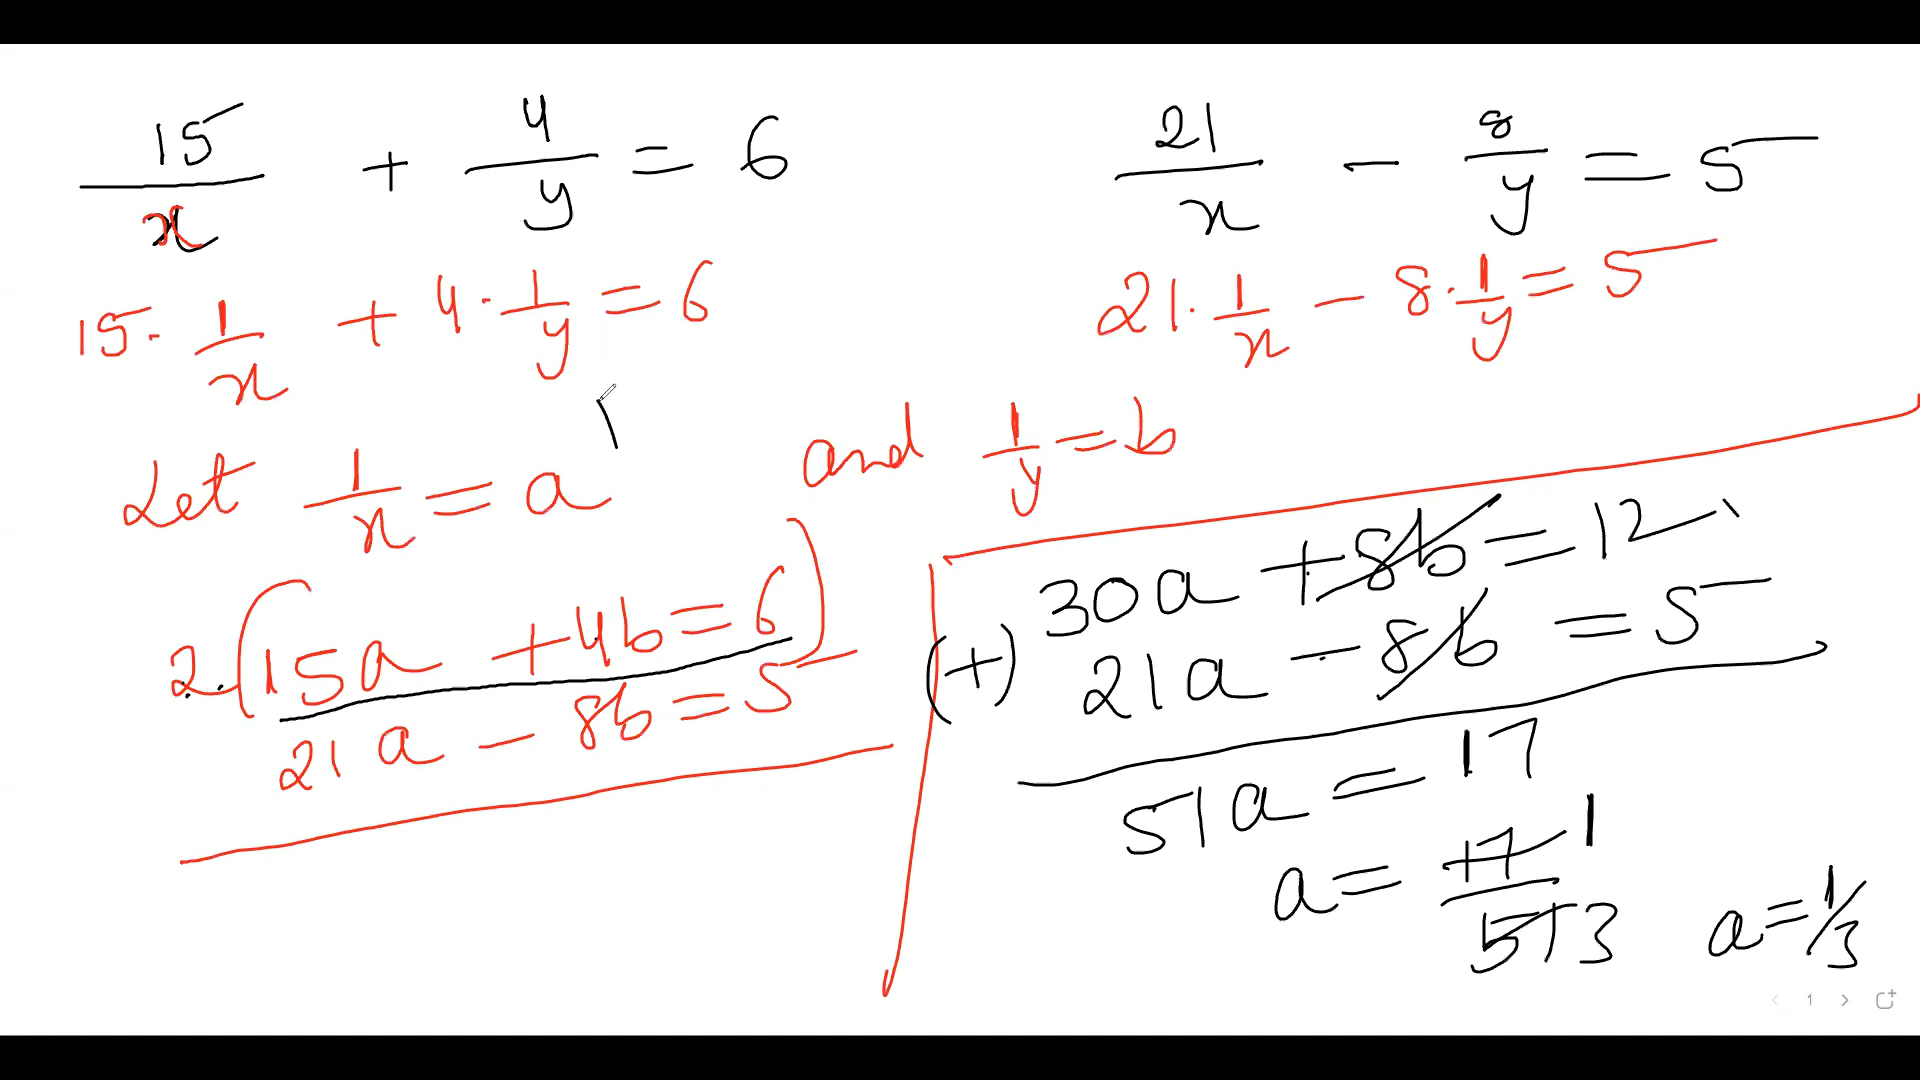 15/x + 4/y = 6
21/x - 8/y = 5
15 · 1/x + 4 · 1/y = 6
21 · 1/x - 8 · 1/y = 5
Let 1/x = a and 1/y = b
2.(15a + 4b = 6)
21a - 8b = 5
30a + 8b = 12
(+) 21a - 8b = 5
51a = 17
a = 17 1 / 51 3 a = 1/3
1